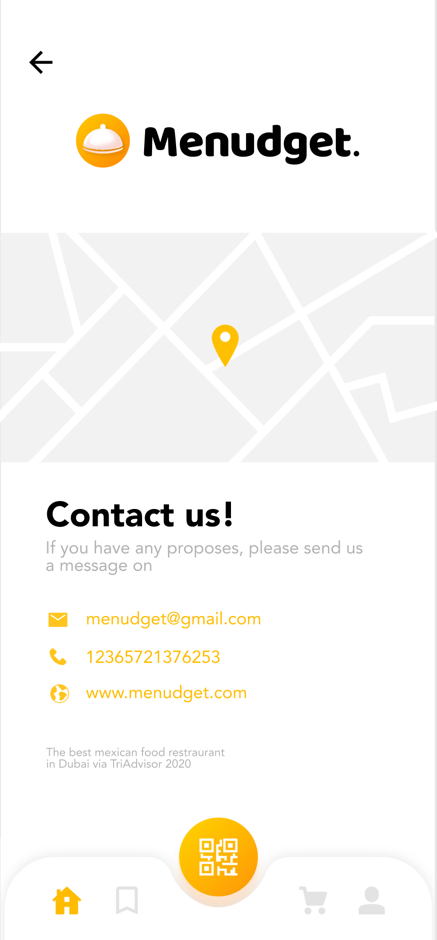 Menudget.
Contact us!
If you have any proposes, please send us
a message on
menudget@gmail.com
12365721376253
www.menudget.com
The best mexican food restraurant
in Dubai via TriAdvisor 2020